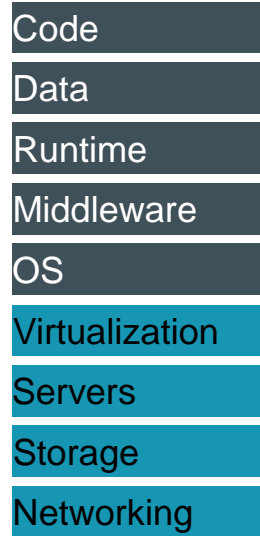 Code
Data
Runtime
Middleware
OS
Virtualization
Servers
Storage
Networking